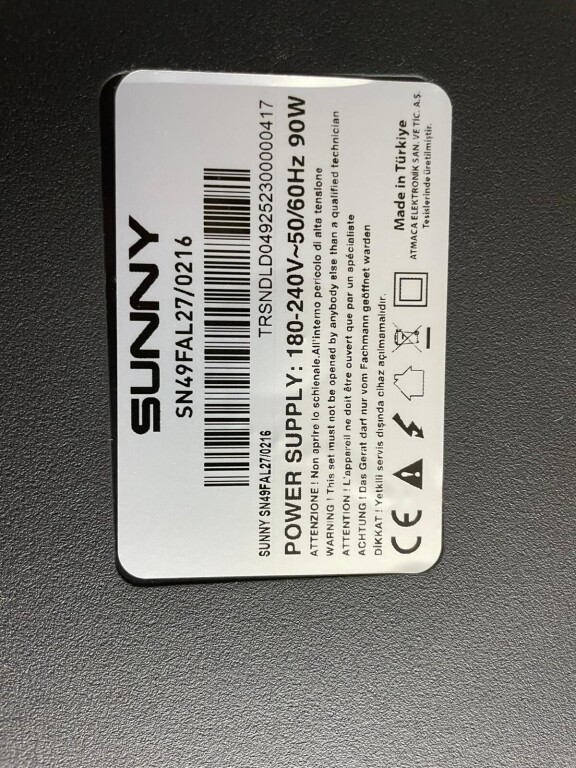 SUNNY
SN49FAL27/0216
SUNNY SN49FAL27/0216
TRSNDLD049252300000417
POWER SUPPLY: 180-240V~50/60Hz 90W
ATTENZIONE ! Non aprire lo schienale.All'interno pericolo di alta tensione
WARNING ! This set must not be opened by anybody else than a qualified technician
ATTENTION ! L'appareil ne doit être ouvert que par un spécialiste
ACHTUNG ! Das Gerat darf nur vom Fachmann geöffnet warden
DİKKAT ! Yetkili servis dışında cihaz açılmamalıdır.
CE
Made in Türkiye
ATMACA ELEKTRONİK SAN. VE TİC. A.Ş.
Tesislerinde üretilmiştir.